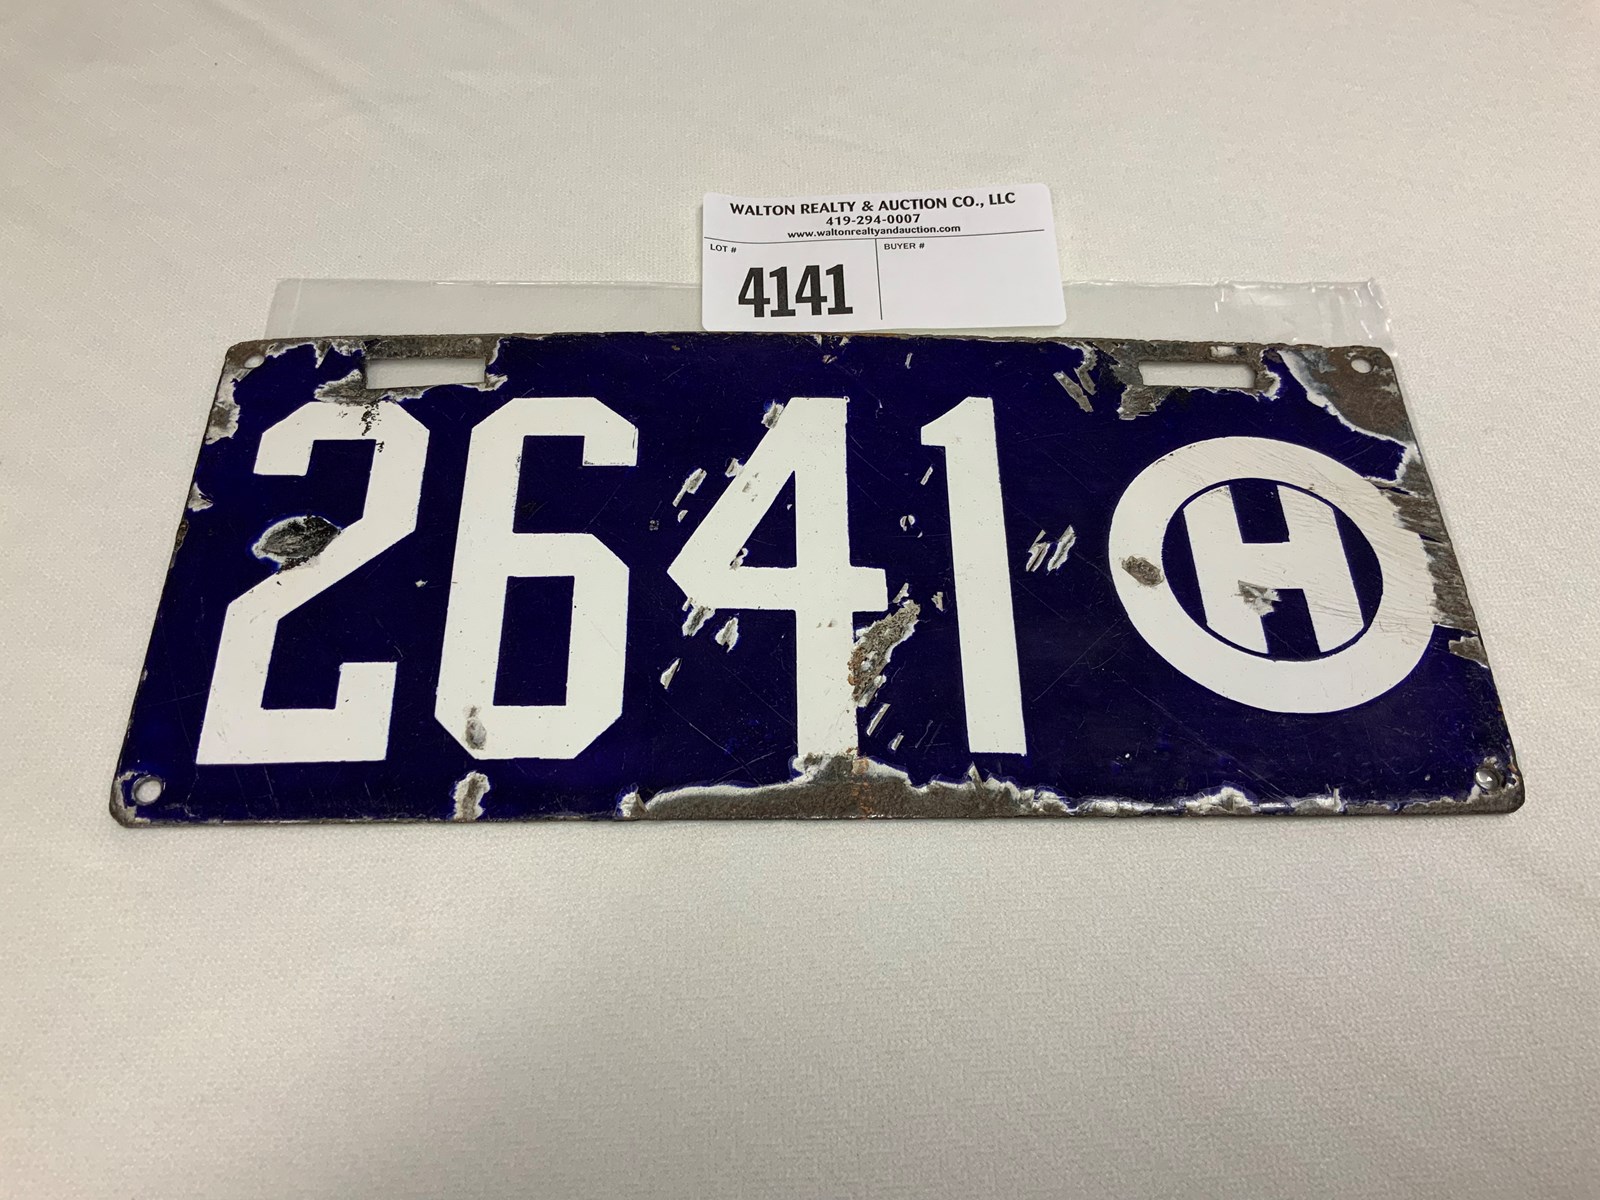 WALTON REALTY & AUCTION CO., LLC
419-294-0007
www.waltonrealtyandauction.com
LOT #
BUYER #
4141
2641 H